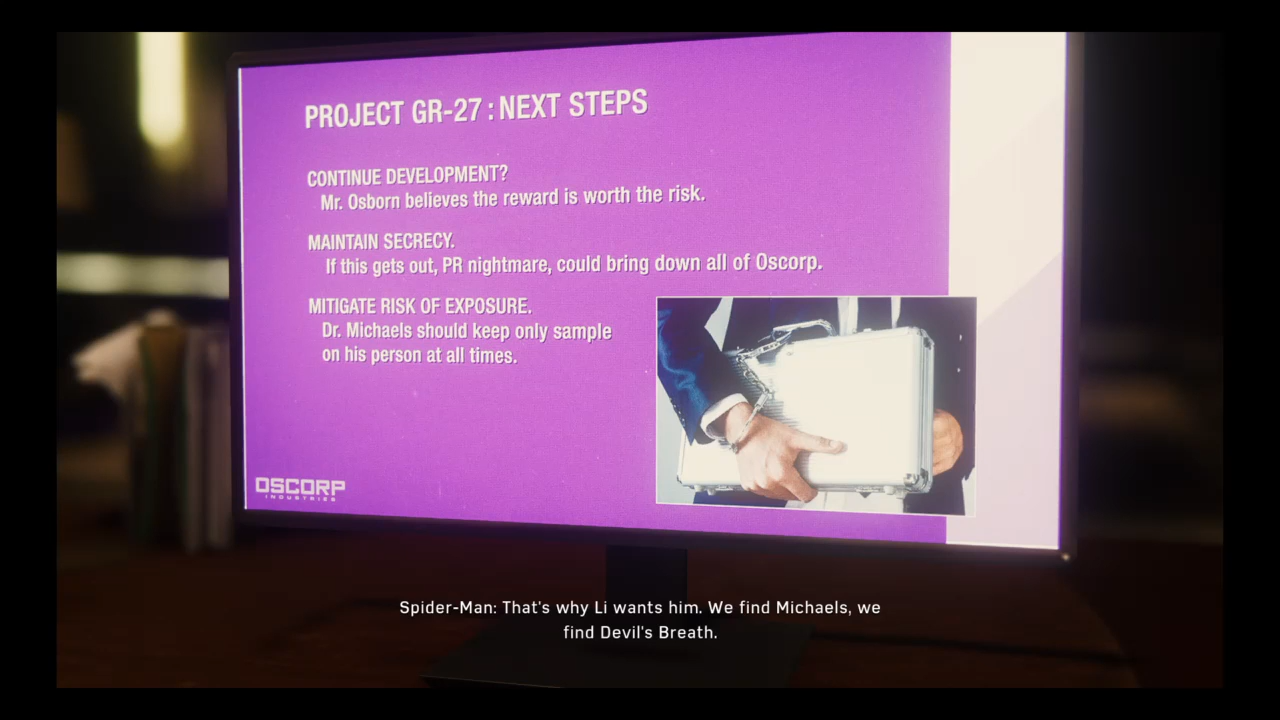 PROJECT GR-27 : NEXT STEPS
CONTINUE DEVELOPMENT?
Mr. Osborn believes the reward is worth the risk.
MAINTAIN SECRECY.
If this gets out, PR nightmare, could bring down all of Oscorp.
MITIGATE RISK OF EXPOSURE.
Dr. Michaels should keep only sample
on his person at all times.
OSCORP
INDUSTRIES
Spider-Man: That's why Li wants him. We find Michaels, we
find Devil's Breath.